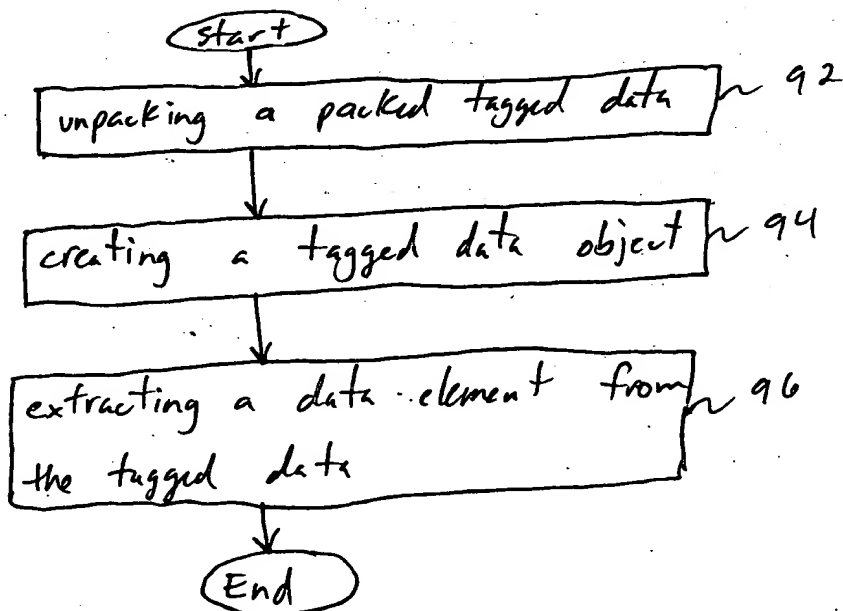 start
unpacking a packed tagged data 92
creating a tagged data object 94
extracting a data element from 96
the tagged data
End